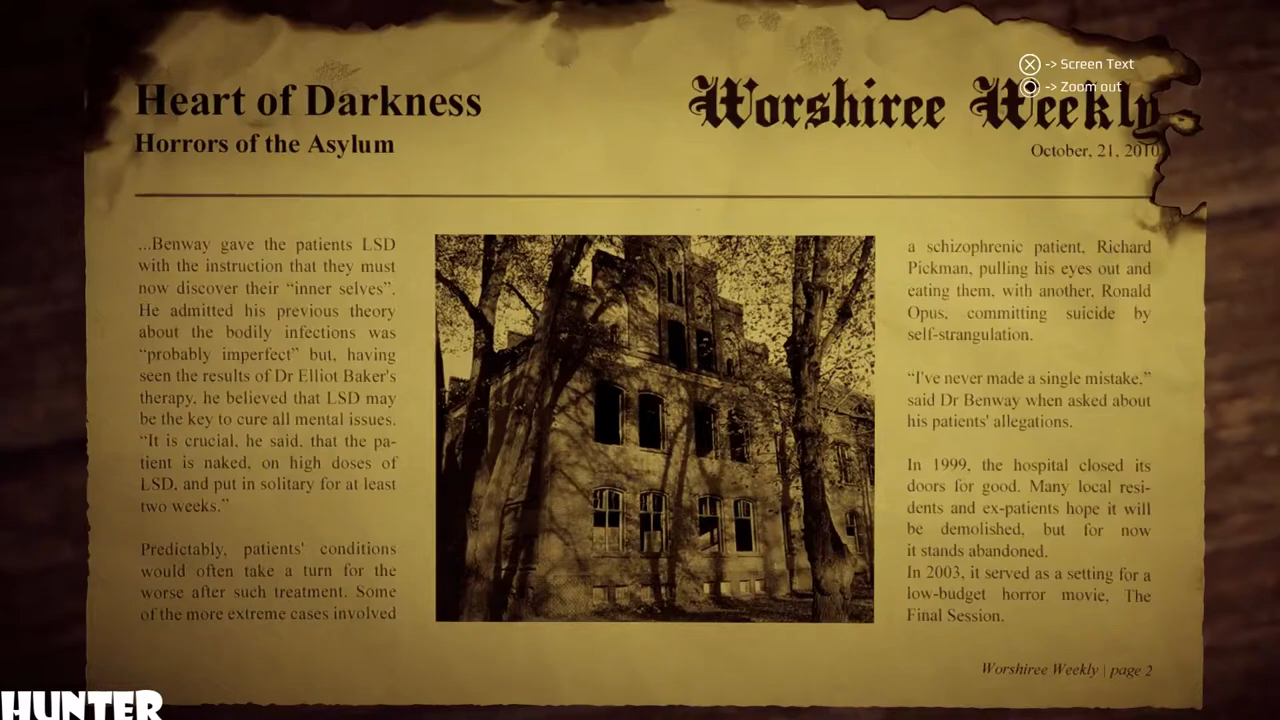 -> Screen Text
-> Zoom out
Heart of Darkness
Horrors of the Asylum
Worshiree Weekly
October, 21, 2010
...Benway gave the patients LSD
with the instruction that they must
now discover their “inner selves”.
He admitted his previous theory
about the bodily infections was
“probably imperfect” but, having
seen the results of Dr Elliot Baker's
therapy, he believed that LSD may
be the key to cure all mental issues.
“It is crucial, he said, that the pa-
tient is naked, on high doses of
LSD, and put in solitary for at least
two weeks.”
Predictably, patients' conditions
would often take a turn for the
worse after such treatment. Some
of the more extreme cases involved
a schizophrenic patient, Richard
Pickman, pulling his eyes out and
eating them, with another, Ronald
Opus, committing suicide by
self-strangulation.
“I've never made a single mistake,”
said Dr Benway when asked about
his patients' allegations.
In 1999, the hospital closed its
doors for good. Many local resi-
dents and ex-patients hope it will
be demolished, but for now
it stands abandoned.
In 2003, it served as a setting for a
low-budget horror movie, The
Final Session.
Worshiree Weekly | page 2
HUNTER